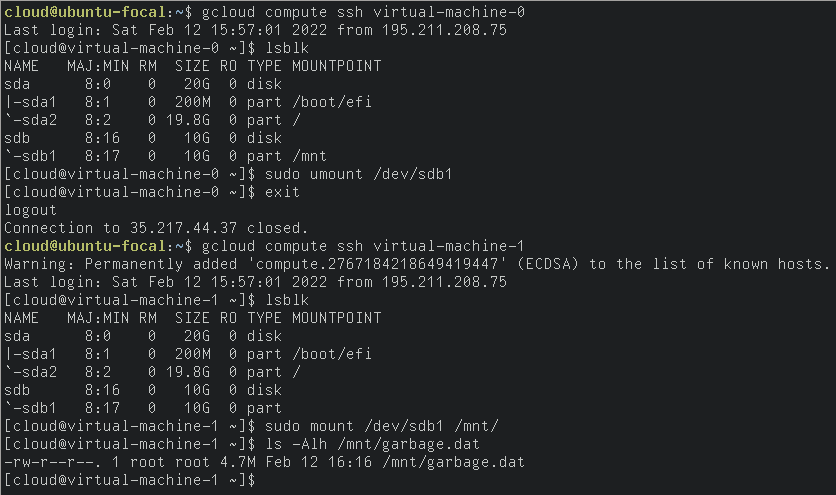 cloud@ubuntu-focal:~$ gcloud compute ssh virtual-machine-0
Last login: Sat Feb 12 15:57:01 2022 from 195.211.208.75
[cloud@virtual-machine-0 ~]$ lsblk
NAME   MAJ:MIN RM  SIZE RO TYPE MOUNTPOINT
sda      8:0    0   20G  0 disk
|-sda1   8:1    0  200M  0 part /boot/efi
`-sda2   8:2    0 19.8G  0 part /
sdb      8:16   0   10G  0 disk
`-sdb1   8:17   0   10G  0 part /mnt
[cloud@virtual-machine-0 ~]$ sudo umount /dev/sdb1
[cloud@virtual-machine-0 ~]$ exit
logout
Connection to 35.217.44.37 closed.
cloud@ubuntu-focal:~$ gcloud compute ssh virtual-machine-1
Warning: Permanently added 'compute.2767184218649419447' (ECDSA) to the list of known hosts.
Last login: Sat Feb 12 15:57:01 2022 from 195.211.208.75
[cloud@virtual-machine-1 ~]$ lsblk
NAME   MAJ:MIN RM  SIZE RO TYPE MOUNTPOINT
sda      8:0    0   20G  0 disk
|-sda1   8:1    0  200M  0 part /boot/efi
`-sda2   8:2    0 19.8G  0 part /
sdb      8:16   0   10G  0 disk
`-sdb1   8:17   0   10G  0 part
[cloud@virtual-machine-1 ~]$ sudo mount /dev/sdb1 /mnt/
[cloud@virtual-machine-1 ~]$ ls -Alh /mnt/garbage.dat
-rw-r--r--. 1 root root 4.7M Feb 12 16:16 /mnt/garbage.dat
[cloud@virtual-machine-1 ~]$